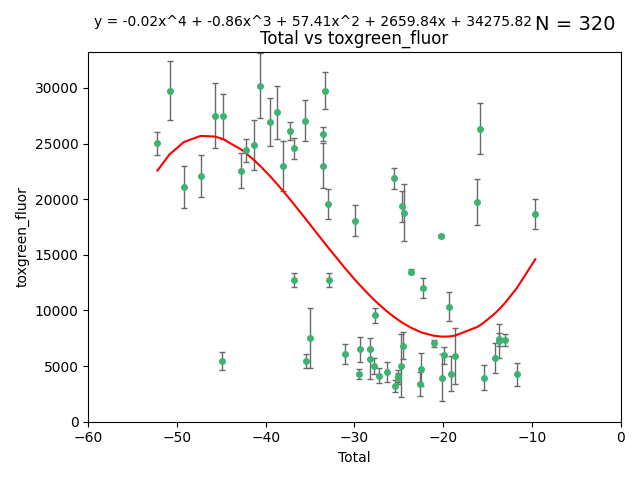 y = -0.02x^4 + -0.86x^3 + 57.41x^2 + 2659.84x + 34275.82 N = 320
Total vs toxgreen_fluor
30000
25000
20000
15000
10000
5000
0
toxgreen_fluor
−60 −50 −40 −30 −20 −10 0
Total